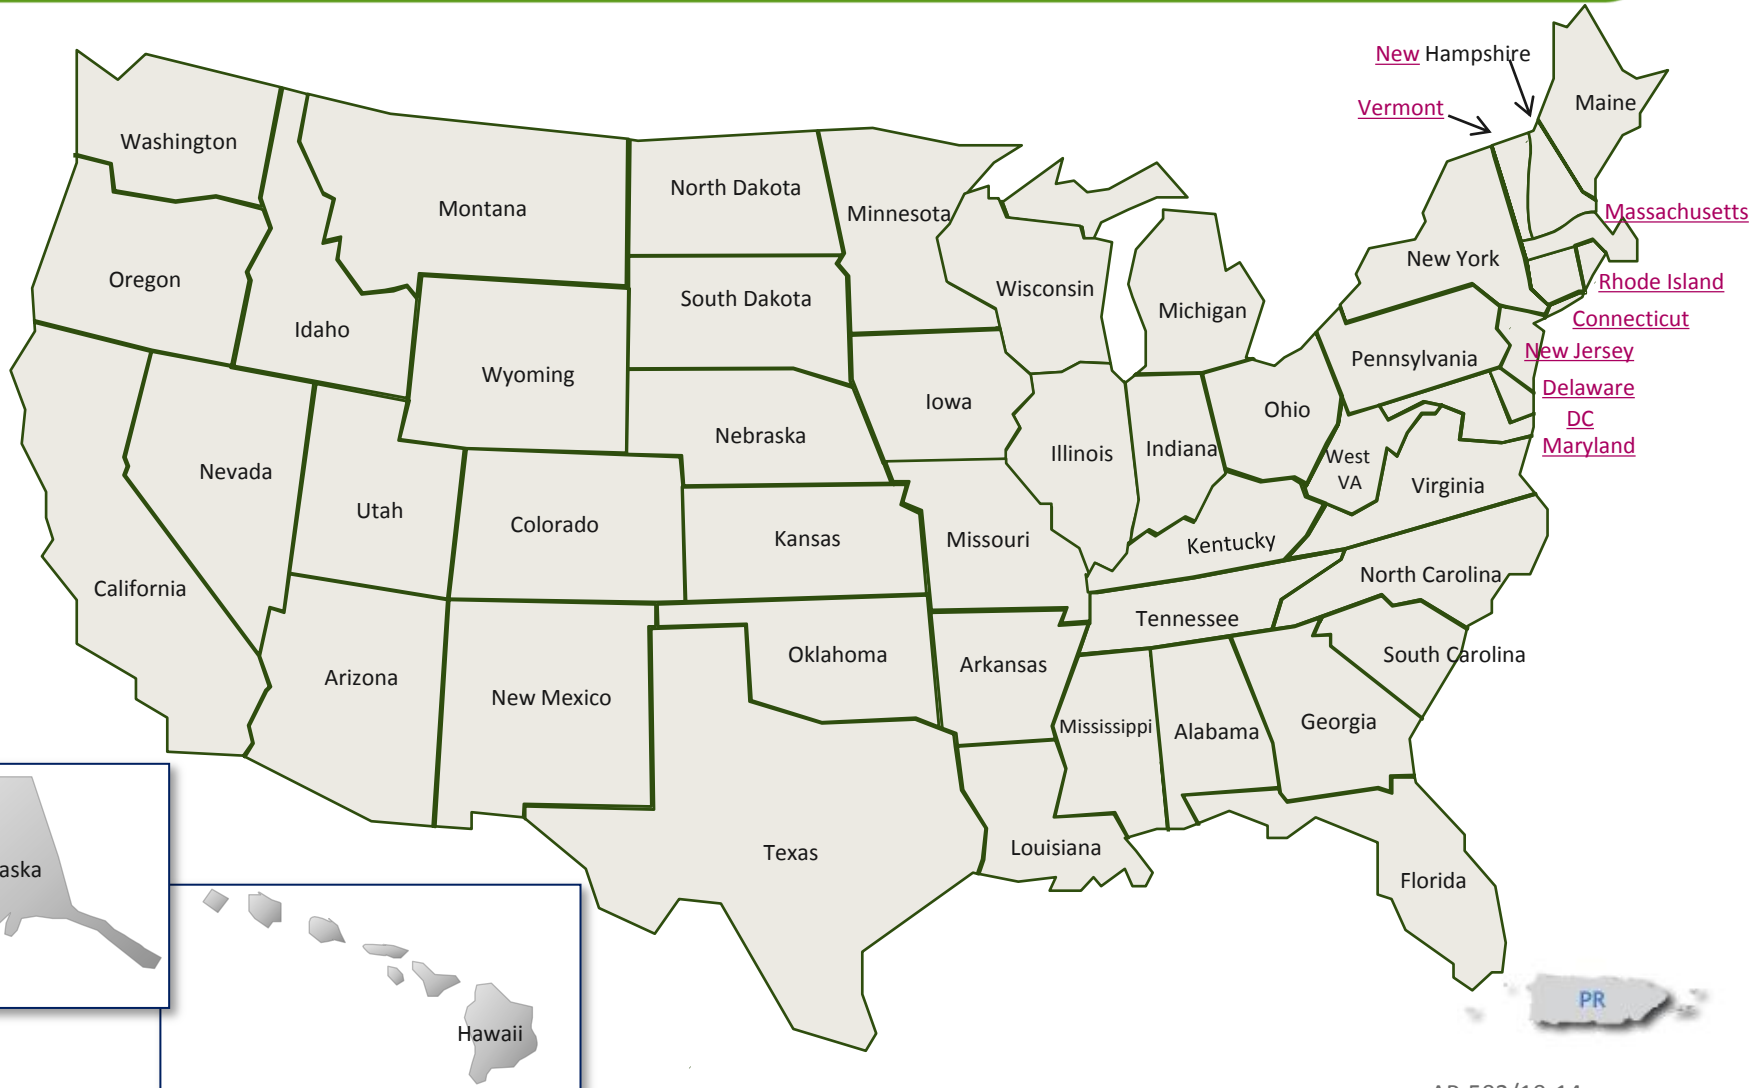 New Hampshire
Vermont
Maine
Washington
Montana
North Dakota
Minnesota
Massachusetts
Oregon
Idaho
South Dakota
Wisconsin
Michigan
New York
Rhode Island
Connecticut
Wyoming
Iowa
Pennsylvania
New Jersey
Delaware
DC
Maryland
Nebraska
Illinois
Indiana
Ohio
West
VA
Virginia
Nevada
Utah
Colorado
Kansas
Missouri
Kentucky
California
North Carolina
Tennessee
Arizona
New Mexico
Oklahoma
Arkansas
South Carolina
Mississippi
Alabama
Georgia
Texas
Louisiana
Florida
aska
Hawaii
PR